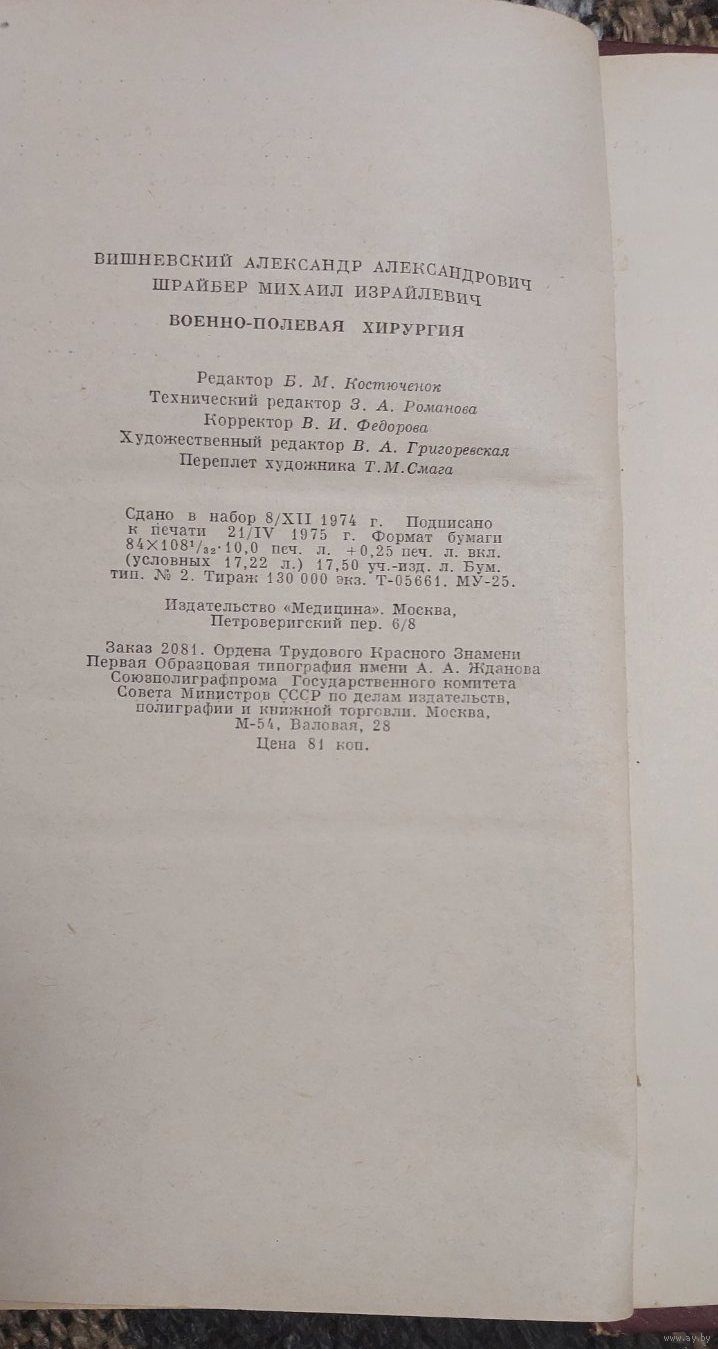 ВИШНЕВСКИЙ АЛЕКСАНДР АЛЕКСАНДРОВИЧ
ШРАЙБЕР МИХАИЛ ИЗРАЙЛЕВИЧ
ВОЕННО-ПОЛЕВАЯ ХИРУРГИЯ
Редактор Б. М. Костюченок
Технический редактор З. А. Романова
Корректор В. И. Федорова
Художественный редактор В. А. Григоревская
Переплет художника Т.М.Смага
Сдано в набор 8/XII 1974 г. Подписано
к печати 21/IV 1975 г. Формат бумаги
84×108¹/₃₂·10,0 печ. л. +0,25 печ. л. вкл.
(условных 17,22 л.) 17,50 уч.-изд. л. Бум.
тип. № 2. Тираж 130 000 экз. Т-05661. МУ-25.
Издательство «Медицина». Москва,
Петроверигский пер. 6/8
Заказ 2081. Ордена Трудового Красного Знамени
Первая Образцовая типография имени А. А. Жданова
Союзполиграфпрома Государственного комитета
Совета Министров СССР по делам издательств,
полиграфии и книжной торговли. Москва,
М-54, Валовая, 28
Цена 81 коп.
www.ay.by